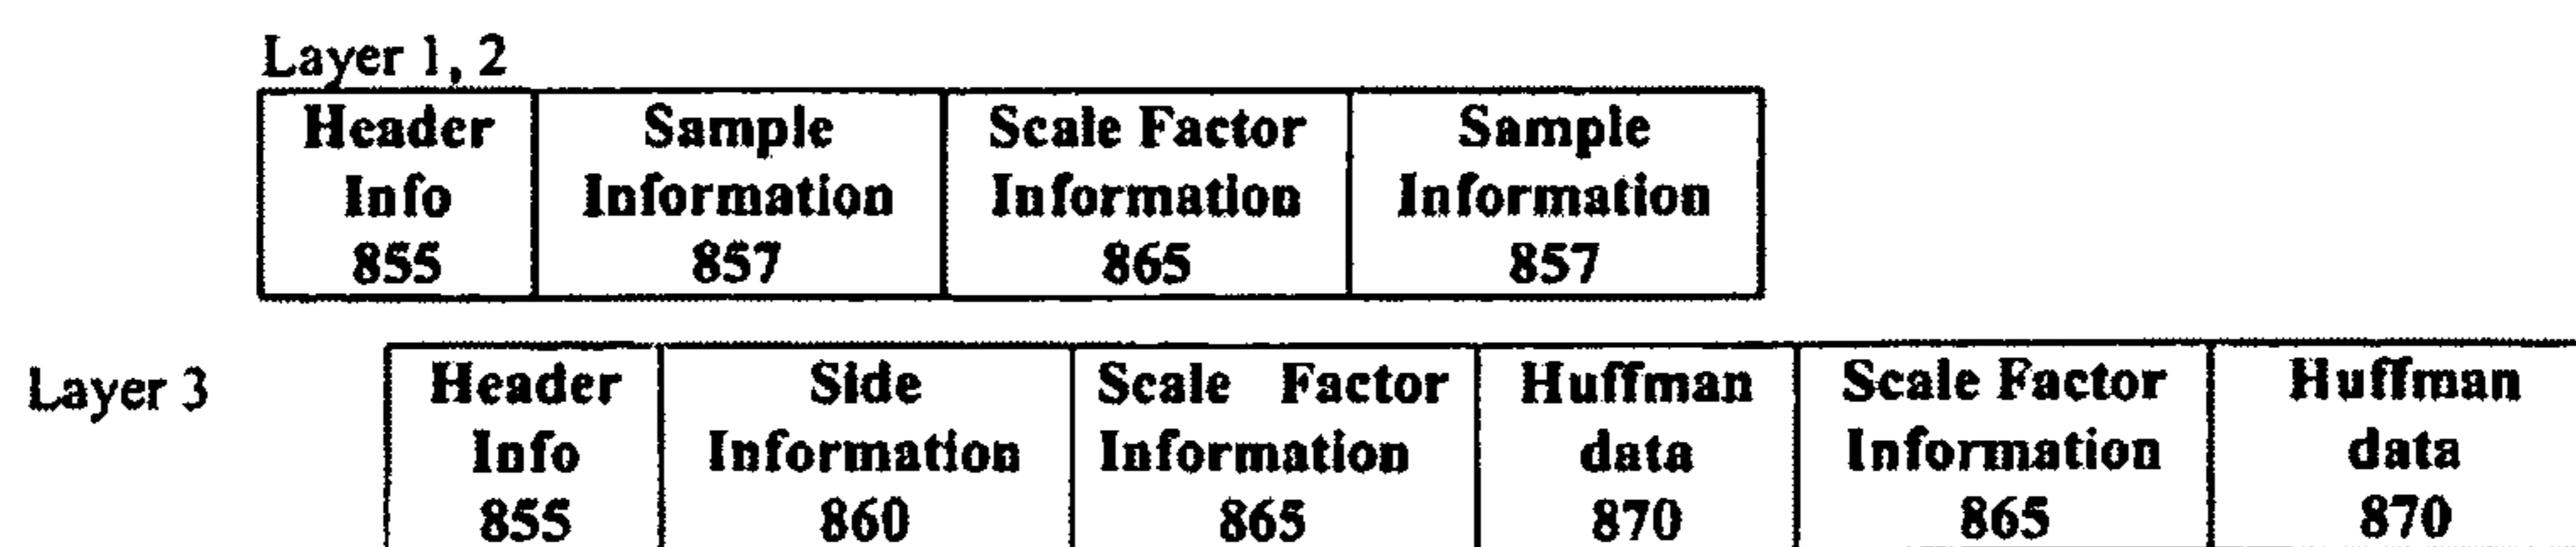 Layer 1, 2
Header Sample Scale Factor Sample
Info Information Information Information
855 857 865 857
Layer 3
Header Side Scale Factor Huffman Scale Factor Huffman
Info Information Information data Information data
855 860 865 870 865 870